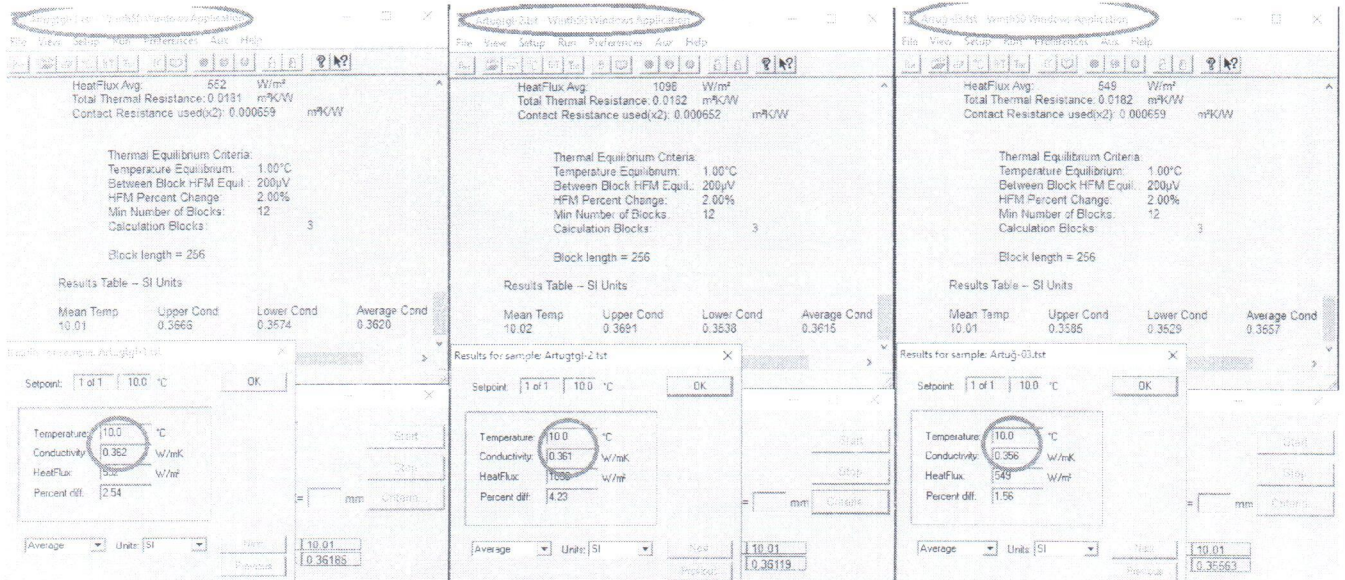 File View Setup Run Preferences Aux Help
HeatFlux Avg: 552 W/m²
Total Thermal Resistance: 0.0181 m²K/W
Contact Resistance used(x2): 0.000659 m²K/W
Thermal Equilibrium Criteria:
Temperature Equilibrium: 1.00°C
Between Block HFM Equil.: 200µV
HFM Percent Change: 2.00%
Min Number of Blocks: 12
Calculation Blocks: 3
Block length = 256
Results Table -- SI Units
Mean Temp Upper Cond Lower Cond Average Cond
10.01 0.3666 0.3574 0.3620
Setpoint: 1 of 1 10.0 °C OK
Temperature: 10.0 °C
Conductivity: 0.362 W/mK
HeatFlux: 552 W/m²
Percent diff: 2.54
Average Units: SI
10.01
0.36185
Artugtgl-2.tst - WinTherm50 Windows Application
File View Setup Run Preferences Aux Help
HeatFlux Avg: 1098 W/m²
Total Thermal Resistance: 0.0182 m²K/W
Contact Resistance used(x2): 0.000652 m²K/W
Thermal Equilibrium Criteria:
Temperature Equilibrium: 1.00°C
Between Block HFM Equil.: 200µV
HFM Percent Change: 2.00%
Min Number of Blocks: 12
Calculation Blocks: 3
Block length = 256
Results Table -- SI Units
Mean Temp Upper Cond Lower Cond Average Cond
10.02 0.3691 0.3538 0.3615
Results for sample: Artugtgl-2.tst
Setpoint: 1 of 1 10.0 °C OK
Temperature: 10.0 °C
Conductivity: 0.361 W/mK
HeatFlux: 1098 W/m²
Percent diff: 4.23
Start
Stop
= mm
Average Units: SI
10.01
0.36119
File View Setup Run Preferences Aux Help
HeatFlux Avg: 549 W/m²
Total Thermal Resistance: 0.0182 m²K/W
Contact Resistance used(x2): 0.000659 m²K/W
Thermal Equilibrium Criteria:
Temperature Equilibrium: 1.00°C
Between Block HFM Equil.: 200µV
HFM Percent Change: 2.00%
Min Number of Blocks: 12
Calculation Blocks: 3
Block length = 256
Results Table -- SI Units
Mean Temp Upper Cond Lower Cond Average Cond
10.01 0.3585 0.3529 0.3557
Results for sample: Artuğ-03.tst
Setpoint: 1 of 1 10.0 °C OK
Temperature: 10.0 °C
Conductivity: 0.356 W/mK
HeatFlux: 549 W/m²
Percent diff: 1.56
Start
Stop
= mm
Average Units: SI
10.01
0.35563